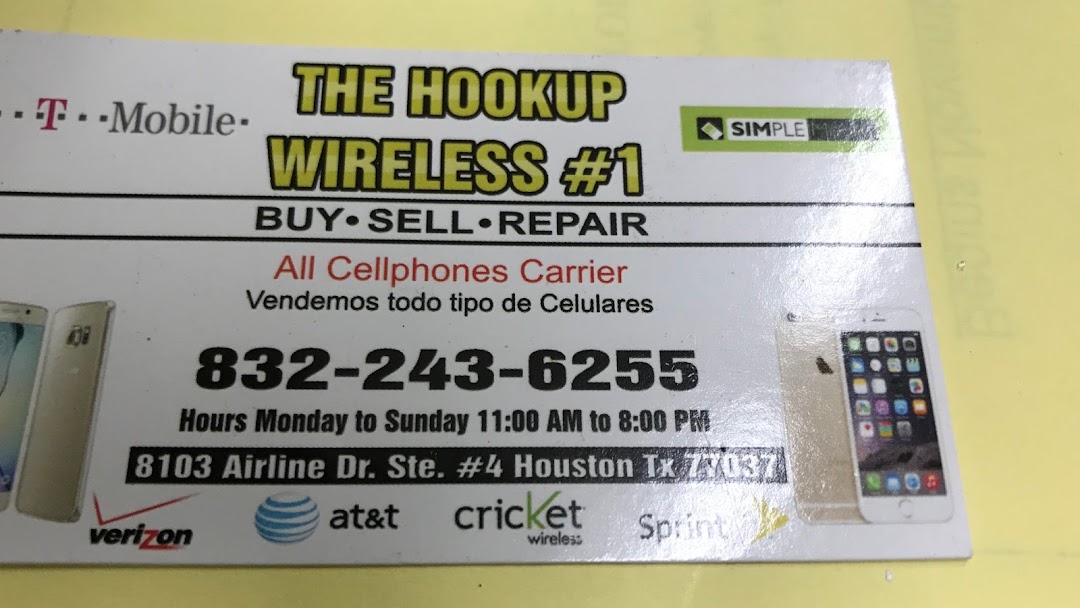 T Mobile
THE HOOKUP
WIRELESS #1
SIMPLE
BUY • SELL • REPAIR
All Cellphones Carrier
Vendemos todo tipo de Celulares
832-243-6255
Hours Monday to Sunday 11:00 AM to 8:00 PM
8103 Airline Dr. Ste. #4 Houston Tx 77037
verizon
at&t
cricket
wireless
Sprint